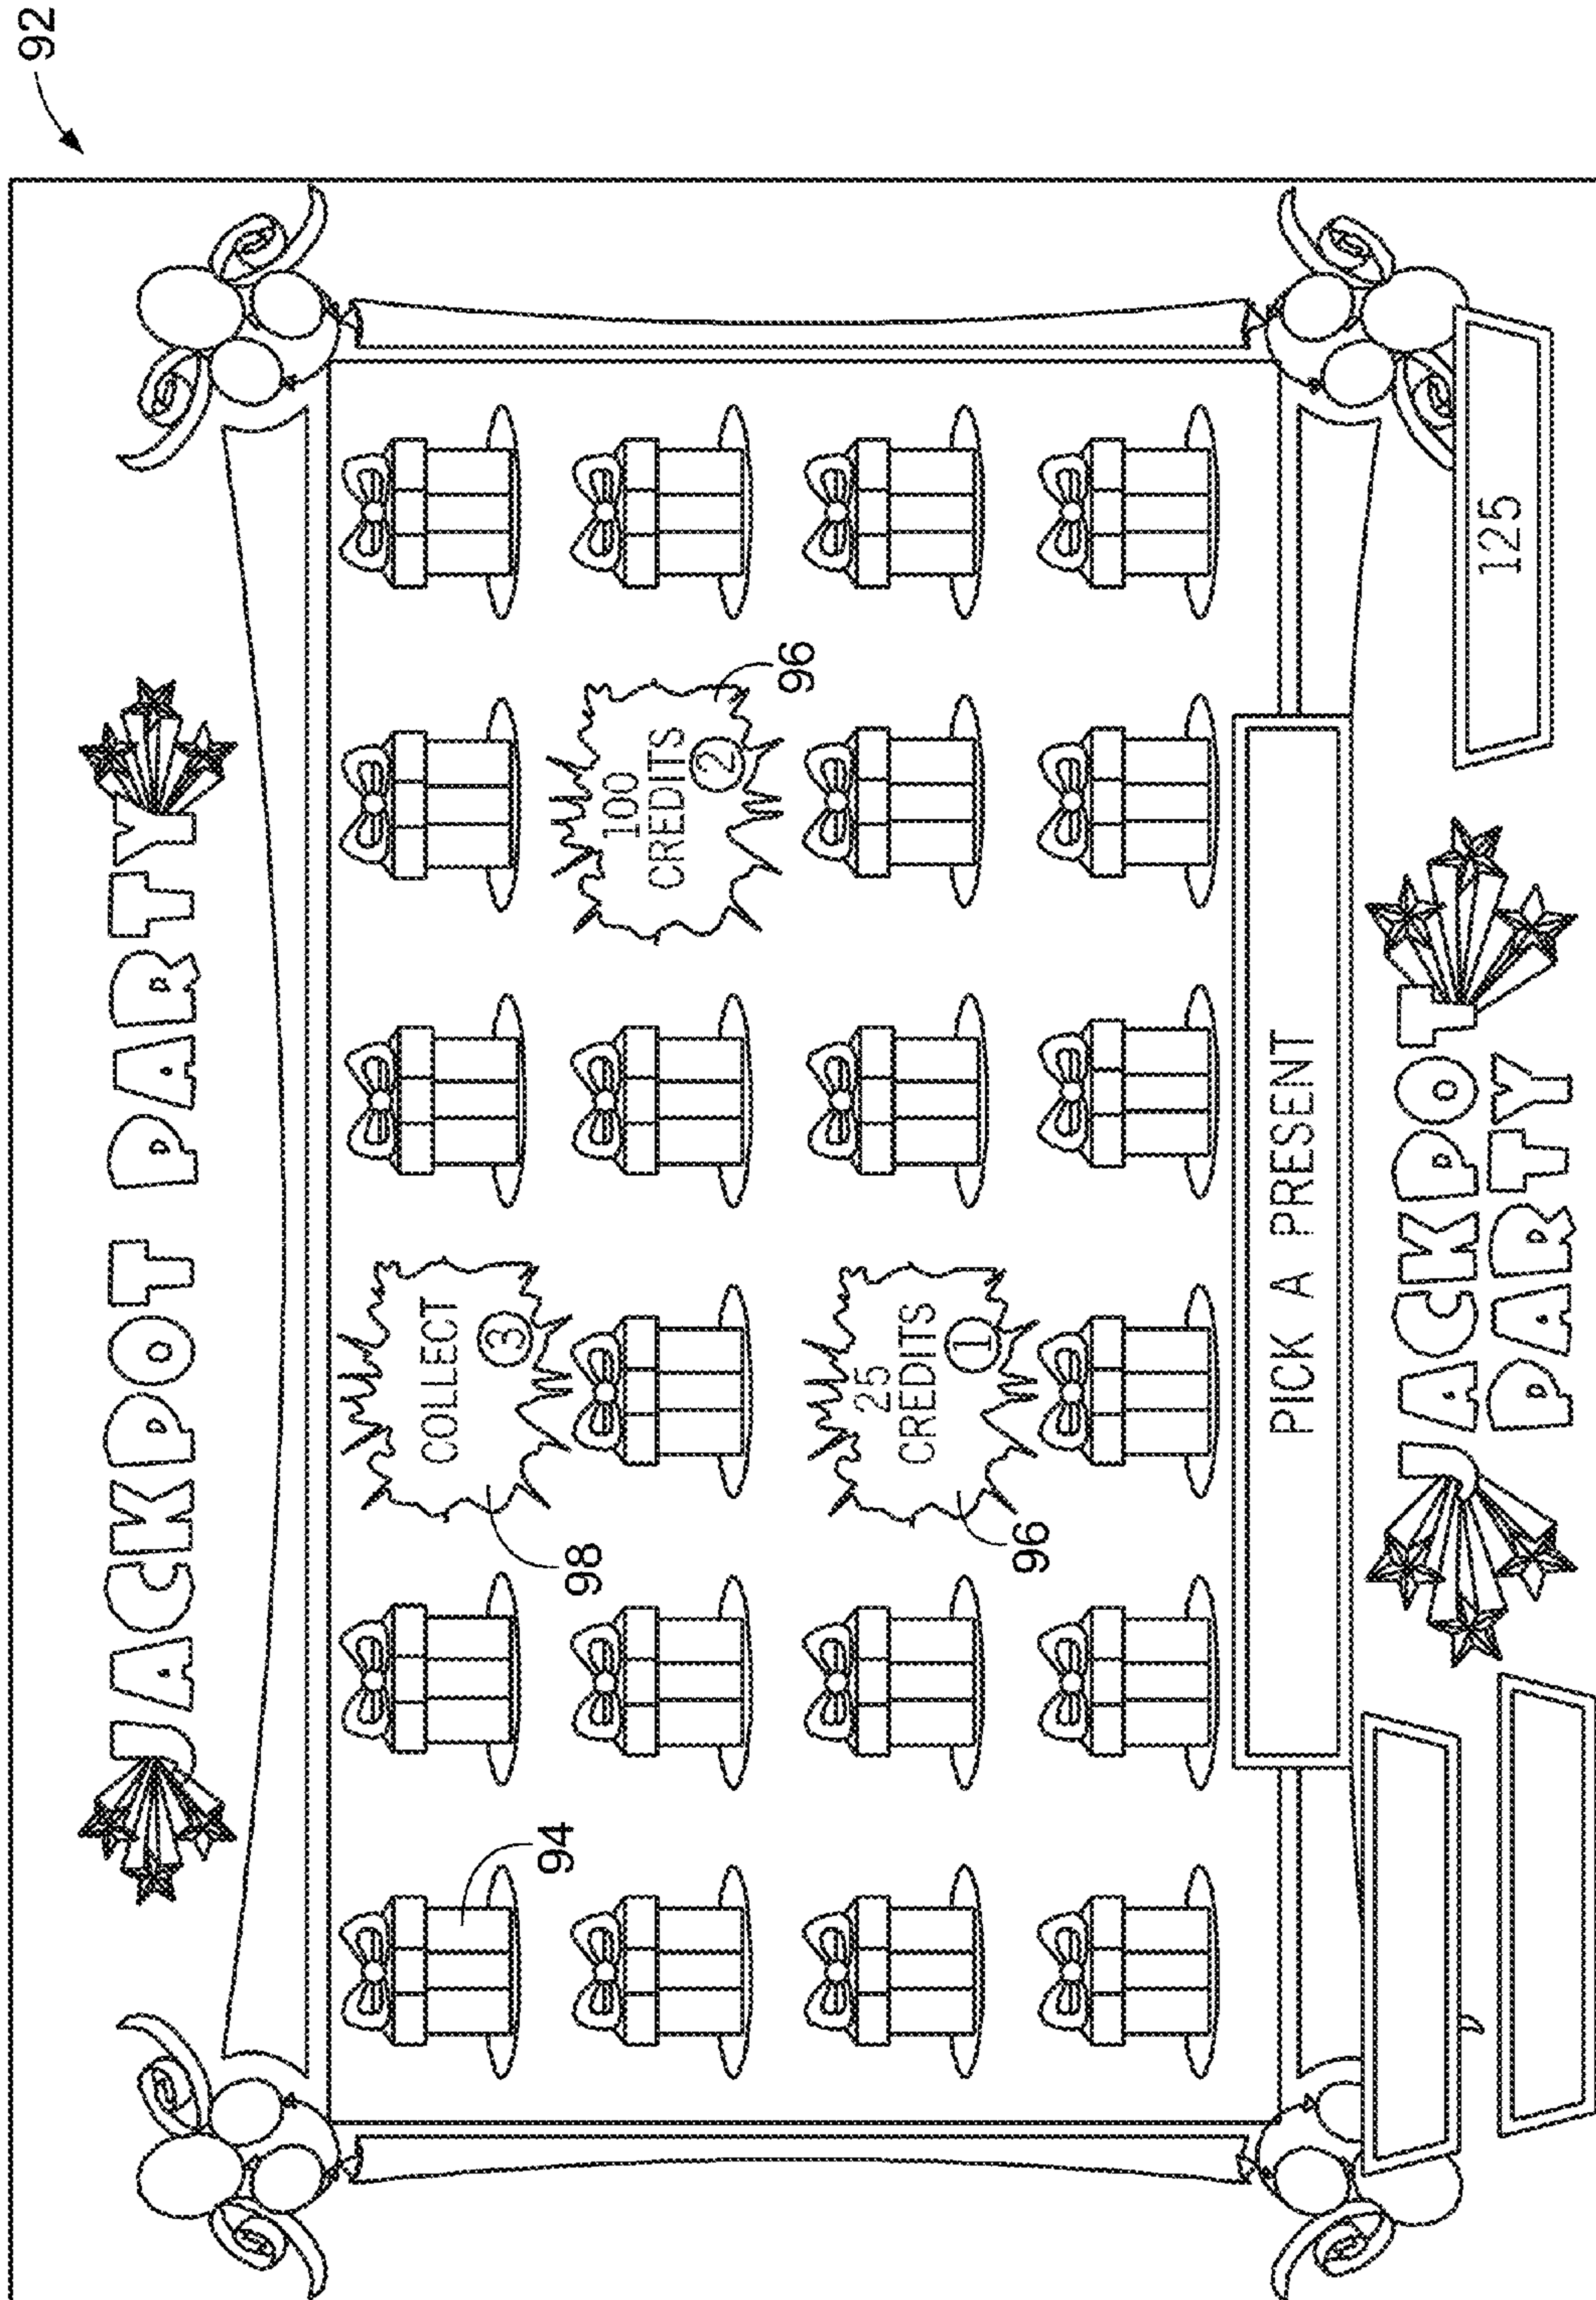 92
JACKPOT PARTY
94
COLLECT
3
98
100
CREDITS
2
96
25
CREDITS
1
96
PICK A PRESENT
JACKPOT
PARTY
125